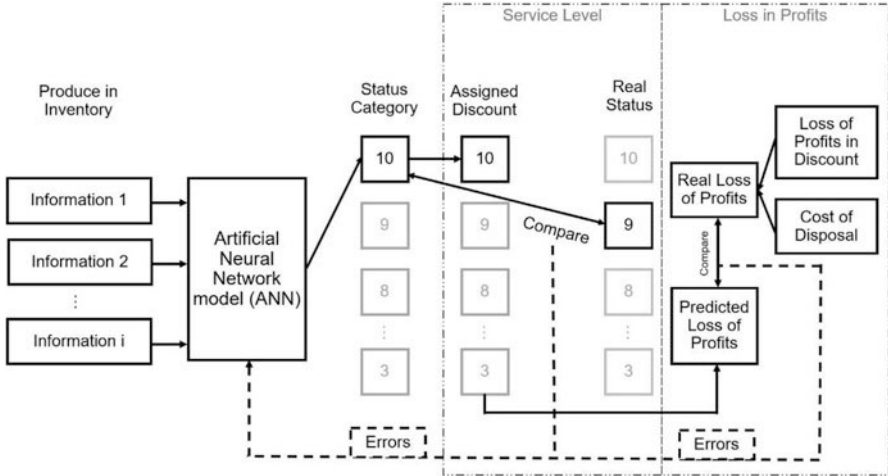 Service Level
Loss in Profits
Produce in
Inventory
Status
Category
Assigned
Discount
Real
Status
10
10
10
9
9
9
8
8
8
⋮
⋮
⋮
3
3
3
Information 1
Information 2
⋮
Information i
Artificial
Neural
Network
model (ANN)
Compare
Loss of
Profits in
Discount
Real Loss
of Profits
Cost of
Disposal
Compare
Predicted
Loss of
Profits
Errors
Errors